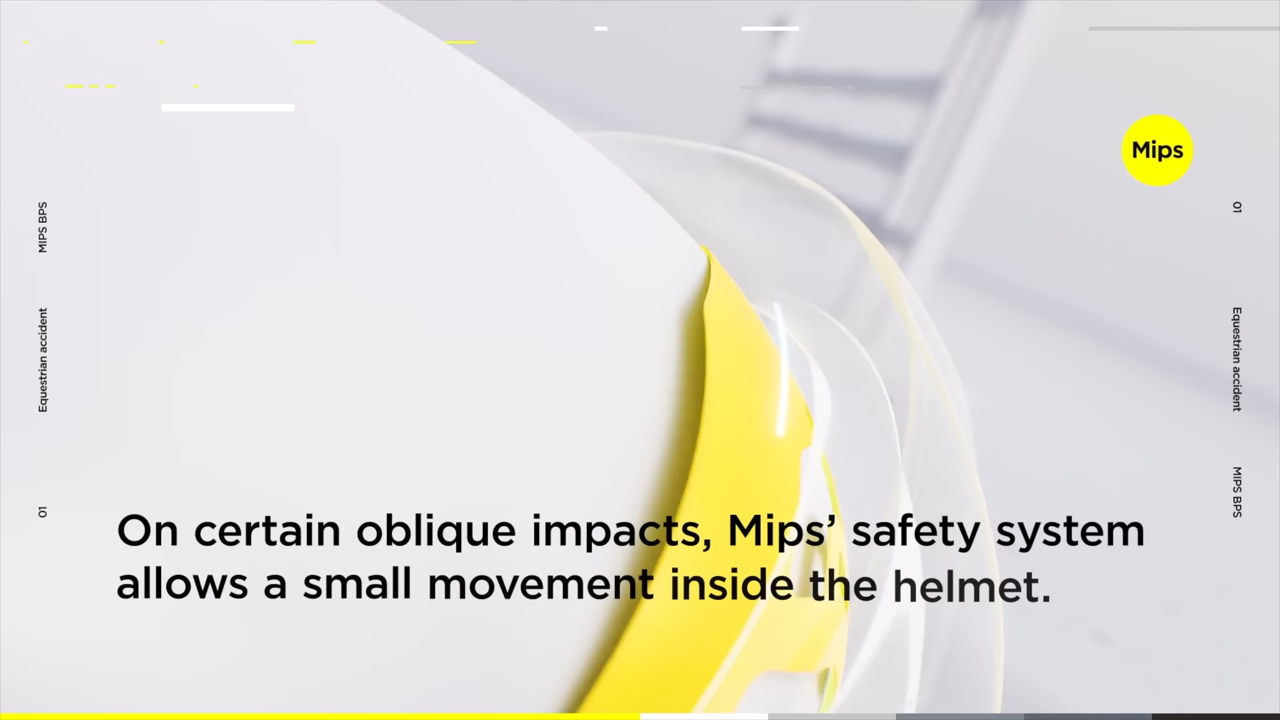 Mips
MIPS BPS
Equestrian accident
01
01
Equestrian accident
MIPS BPS
On certain oblique impacts, Mips’ safety system
allows a small movement inside the helmet.